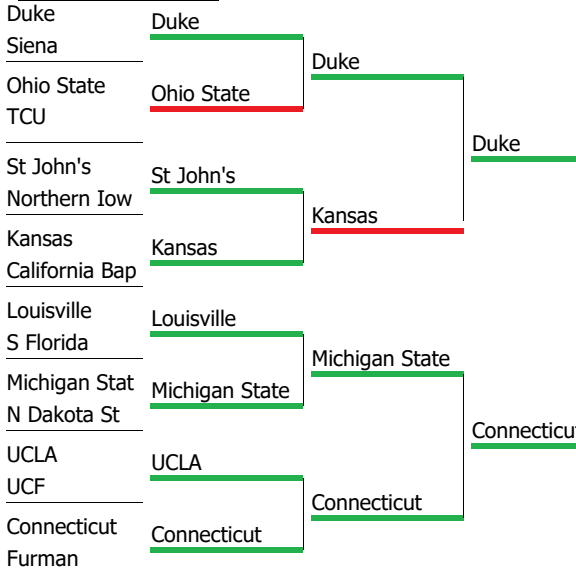 Duke
Siena
Ohio State
TCU
St John's
Northern Iow
Kansas
California Bap
Louisville
S Florida
Michigan Stat
N Dakota St
UCLA
UCF
Connecticut
Furman
Duke
Ohio State
St John's
Kansas
Louisville
Michigan State
UCLA
Connecticut
Duke
Kansas
Michigan State
Connecticut
Duke
Connecticut